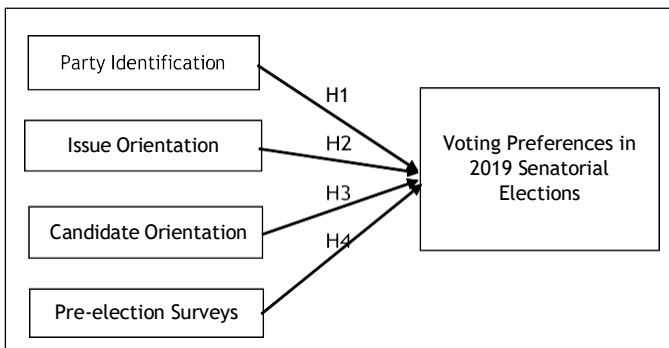 Party Identification
H1
Issue Orientation
H2
Voting Preferences in
2019 Senatorial
Elections
H3
Candidate Orientation
H4
Pre-election Surveys